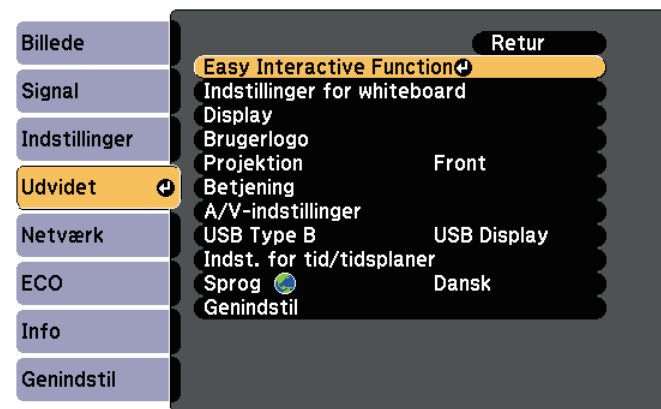 Billede
Signal
Indstillinger
Udvidet
Netværk
ECO
Info
Genindstil
Retur
Easy Interactive Function
Indstillinger for whiteboard
Display
Brugerlogo
Projektion Front
Betjening
A/V-indstillinger
USB Type B USB Display
Indst. for tid/tidsplaner
Sprog Dansk
Genindstil